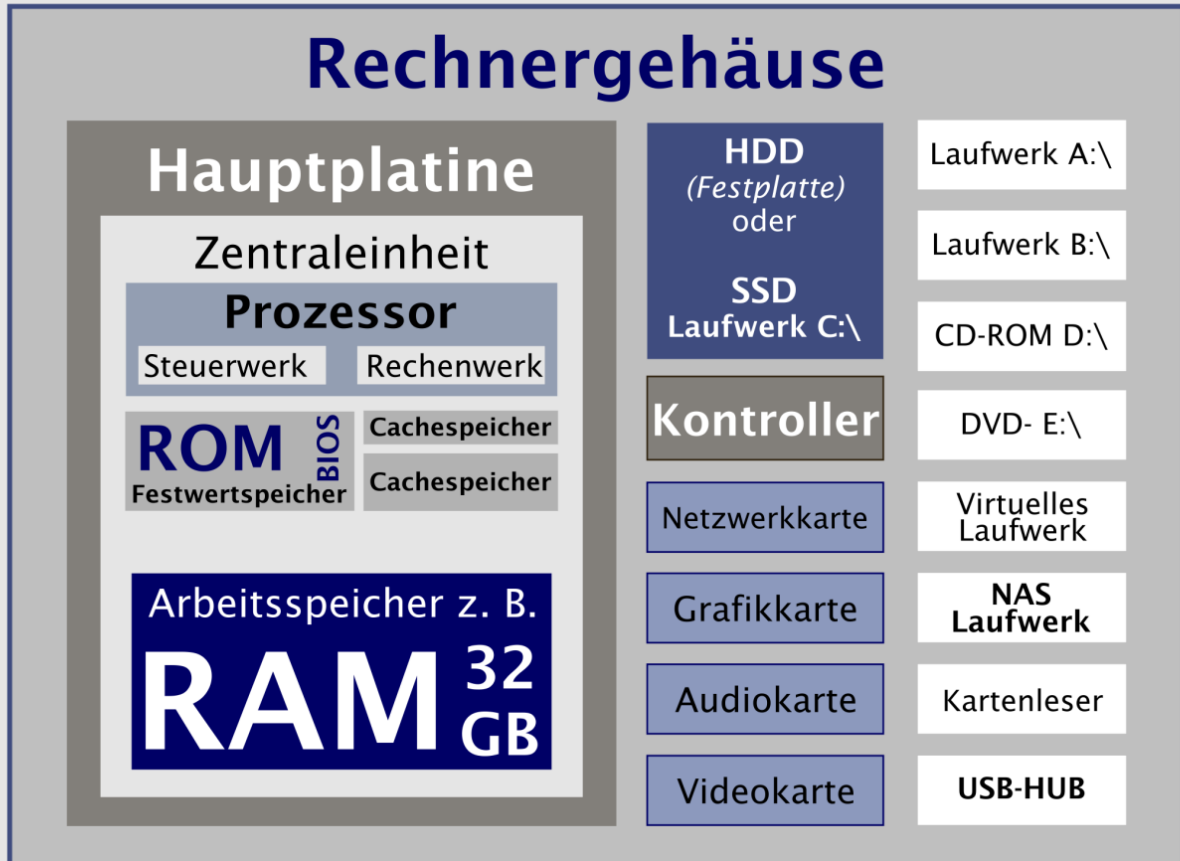 Rechnergehäuse
Hauptplatine
Zentraleinheit
Prozessor
Steuerwerk
Rechenwerk
ROM
BIOS
Festwertspeicher
Cachespeicher
Cachespeicher
Arbeitsspeicher z. B.
RAM
32
GB
HDD
(Festplatte)
oder
SSD
Laufwerk C:\
Kontroller
Netzwerkkarte
Grafikkarte
Audiokarte
Videokarte
Laufwerk A:\
Laufwerk B:\
CD-ROM D:\
DVD- E:\
Virtuelles
Laufwerk
NAS
Laufwerk
Kartenleser
USB-HUB